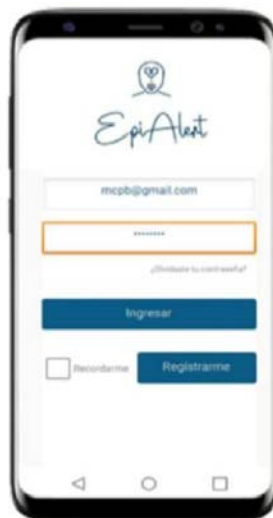 EpiAlert
mcpb@gmail.com
••••••••
¿Olvidaste tu contraseña?
Ingresar
Recordarme
Registrarme